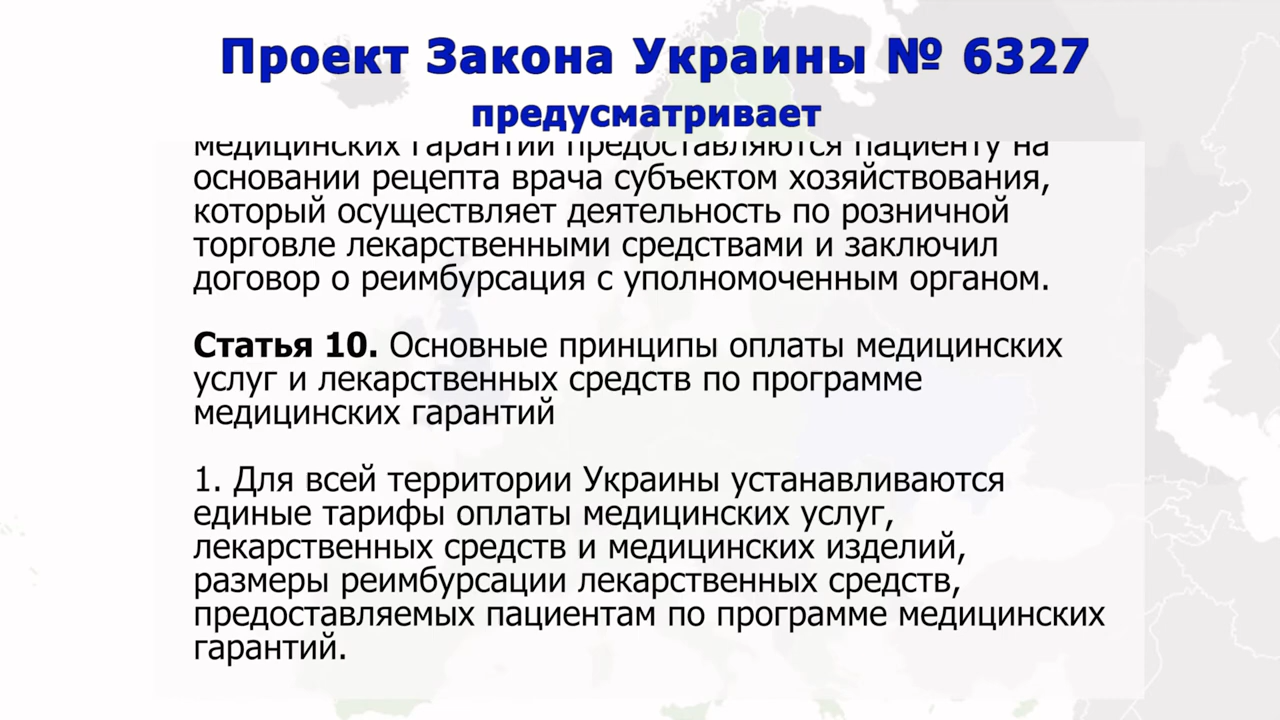 Проект Закона Украины № 6327
предусматривает
медицинских гарантий предоставляются пациенту на
основании рецепта врача субъектом хозяйствования,
который осуществляет деятельность по розничной
торговле лекарственными средствами и заключил
договор о реимбурсация с уполномоченным органом.
Статья 10. Основные принципы оплаты медицинских
услуг и лекарственных средств по программе
медицинских гарантий
1. Для всей территории Украины устанавливаются
единые тарифы оплаты медицинских услуг,
лекарственных средств и медицинских изделий,
размеры реимбурсации лекарственных средств,
предоставляемых пациентам по программе медицинских
гарантий.